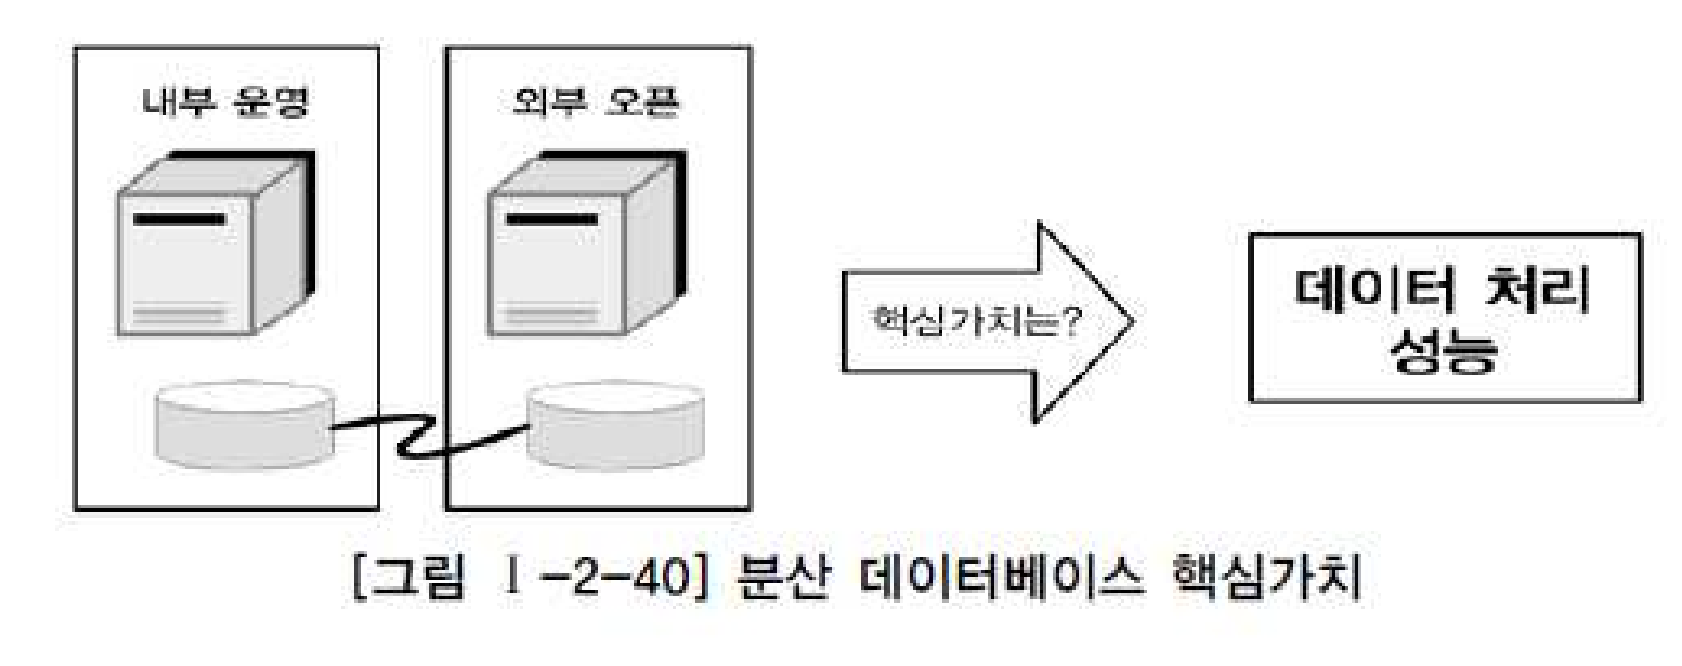 내부 운영
외부 오픈
핵심가치는?
데이터 처리
성능
[그림 Ⅰ-2-40] 분산 데이터베이스 핵심가치